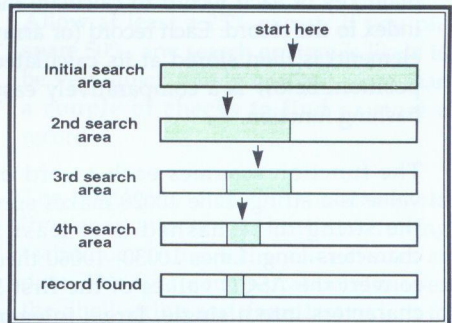 start here
Initial search
area
2nd search
area
3rd search
area
4th search
area
record found